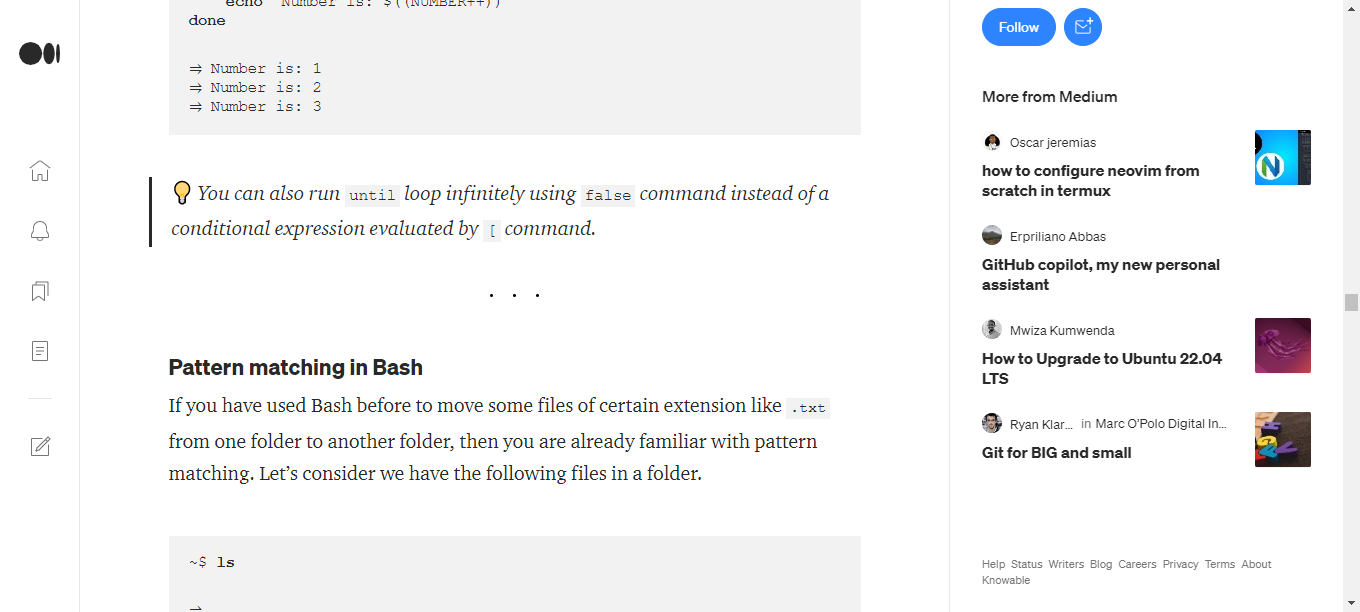 echo "Number is: $((NUMBER++))"
done
⇒ Number is: 1
⇒ Number is: 2
⇒ Number is: 3
You can also run until loop infinitely using false command instead of a
conditional expression evaluated by [ command.
. . .
Pattern matching in Bash
If you have used Bash before to move some files of certain extension like .txt
from one folder to another folder, then you are already familiar with pattern
matching. Let’s consider we have the following files in a folder.
~$ ls
⇒
Follow
More from Medium
Oscar jeremias
how to configure neovim from
scratch in termux
Erpriliano Abbas
GitHub copilot, my new personal
assistant
Mwiza Kumwenda
How to Upgrade to Ubuntu 22.04
LTS
Ryan Klar... in Marc O’Polo Digital In...
Git for BIG and small
Help Status Writers Blog Careers Privacy Terms About
Knowable